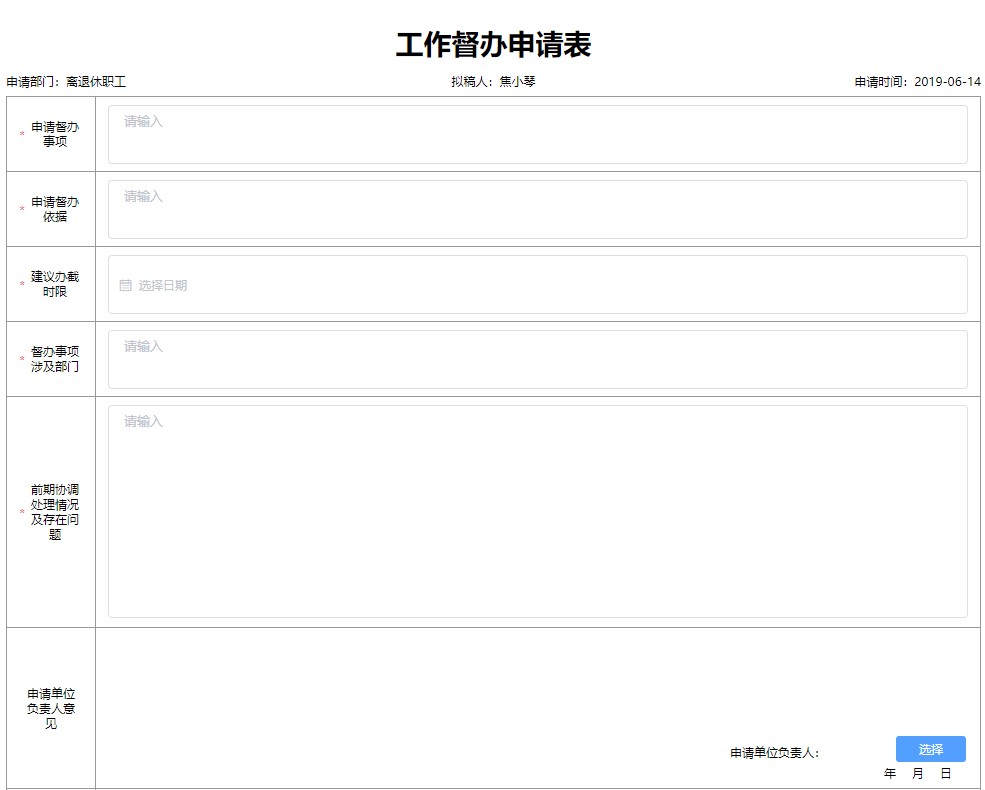 工作督办申请表
申请部门：离退休职工 拟稿人：焦小琴 申请时间：2019-06-14
* 申请督办
事项
请输入
* 申请督办
依据
请输入
* 建议办截
时限
选择日期
* 督办事项
涉及部门
请输入
* 前期协调
处理情况
及存在问
题
请输入
申请单位
负责人意
见
申请单位负责人： 选择
年 月 日